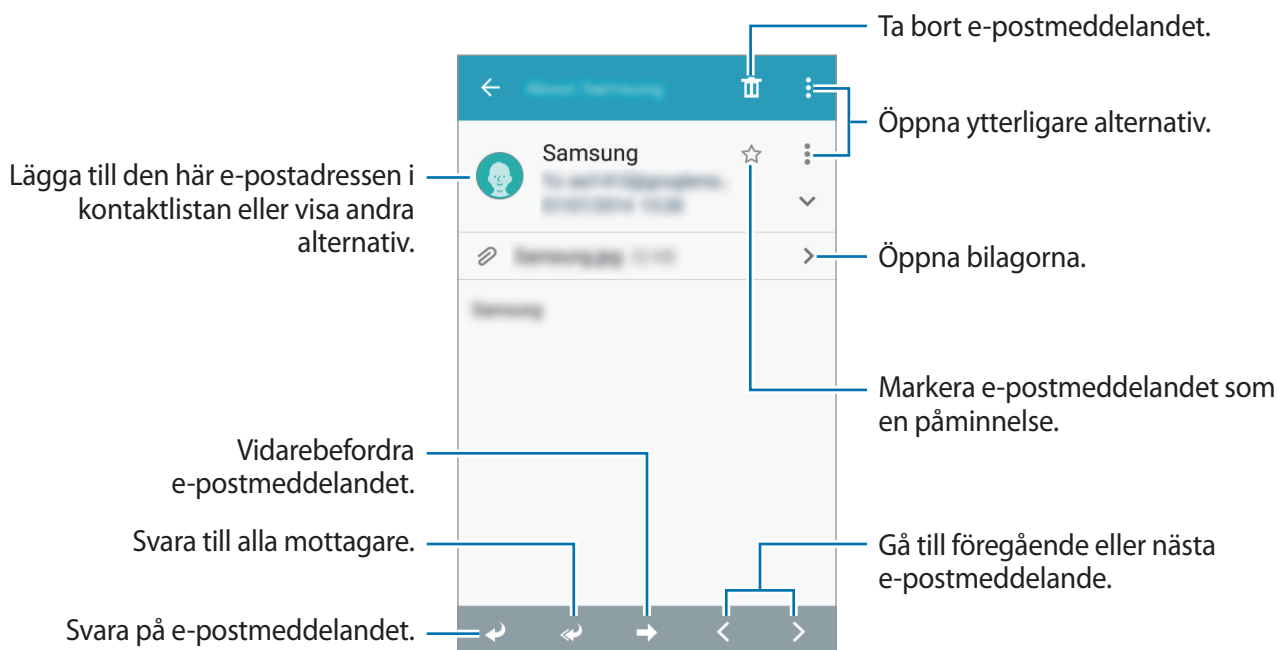 Ta bort e-postmeddelandet.
Öppna ytterligare alternativ.
Samsung
Lägga till den här e-postadressen i
kontaktlistan eller visa andra
alternativ.
Öppna bilagorna.
Markera e-postmeddelandet som
en påminnelse.
Vidarebefordra
e-postmeddelandet.
Svara till alla mottagare.
Gå till föregående eller nästa
e-postmeddelande.
Svara på e-postmeddelandet.